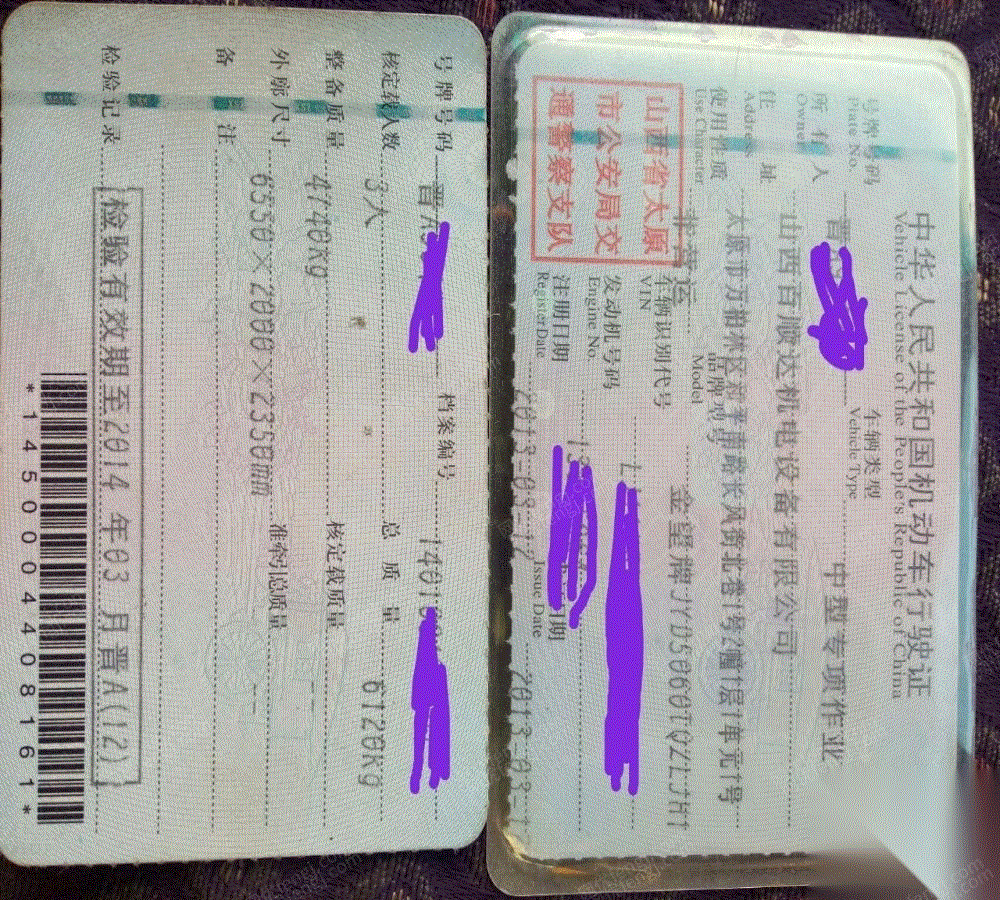 中华人民共和国机动车行驶证
Vehicle License of the People's Republic of China
号牌号码
Plate No.
晋
车辆类型
Vehicle Type
中型专项作业
所有人
Owner
山西百顺达机电设备有限公司
住址
Address
太原市万柏林区
长风街北巷1号
1层1单元1号
使用性质
Use Character
非营运
品牌型号
Model
金望牌JYD5060TQZLJH1
山西省太原
市公安局交
通警察支队
车辆识别代号
VIN
L
发动机号码
Engine No.
注册日期
Register Date
2013-03-12
日期
Issue Date
2013-03-1
号牌号码
晋A
档案编号
1401
核定载人数
3人
总质量
6120Kg
整备质量
4740Kg
核定载质量
--
外廓尺寸
6550×2000×2350mm
准牵引总质量
--
备注
检验记录
检验有效期至2014年03月晋A(12)
*1450004408161*